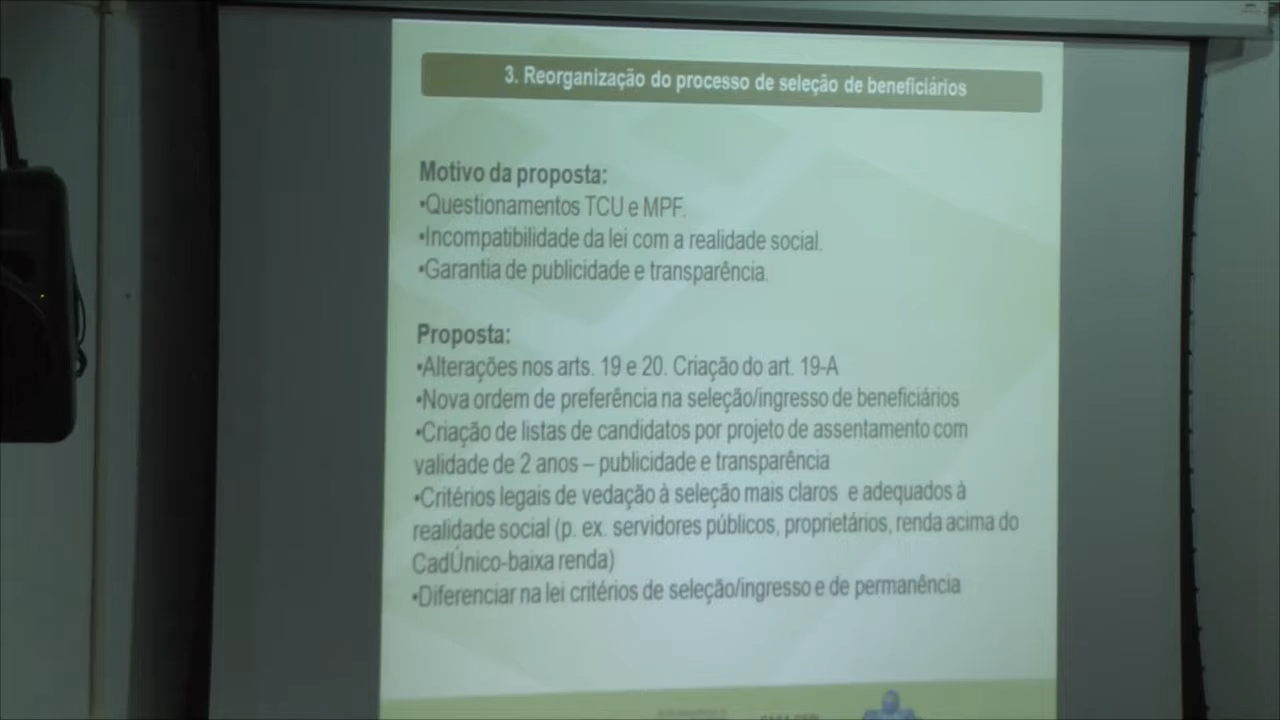 3. Reorganização do processo de seleção de beneficiários
Motivo da proposta:
•Questionamentos TCU e MPF.
•Incompatibilidade da lei com a realidade social.
•Garantia de publicidade e transparência.
Proposta:
•Alterações nos arts. 19 e 20. Criação do art. 19-A
•Nova ordem de preferência na seleção/ingresso de beneficiários
•Criação de listas de candidatos por projeto de assentamento com
validade de 2 anos – publicidade e transparência
•Critérios legais de vedação à seleção mais claros e adequados à
realidade social (p. ex. servidores públicos, proprietários, renda acima do
CadÚnico-baixa renda)
•Diferenciar na lei critérios de seleção/ingresso e de permanência